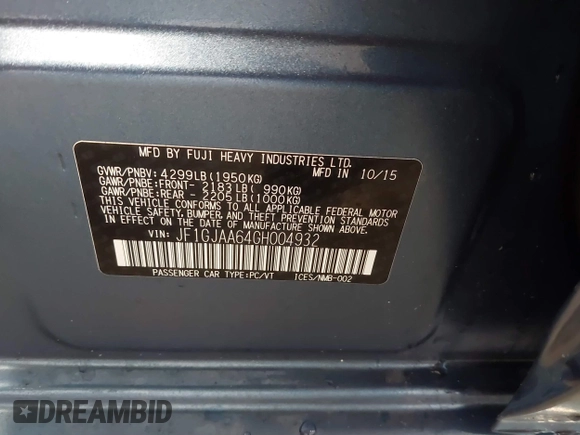 MFD BY FUJI HEAVY INDUSTRIES LTD.
GVWR/PNBV: 4299LB(1950KG) MFD IN 10/15
GAWR/PNBE:FRONT- 2183LB( 990KG)
GAWR/PNBE:REAR - 2205LB(1000KG)
THIS VEHICLE CONFORMS TO ALL APPLICABLE FEDERAL MOTOR
VEHICLE SAFETY, BUMPER, AND THEFT PREVENTION STANDARDS
IN EFFECT ON THE DATE OF MANUFACTURE SHOWN ABOVE.
VIN: JF1GJAA64GH004932
PASSENGER CAR TYPE:PC/VT ICES/NMB-002
DREAMBID